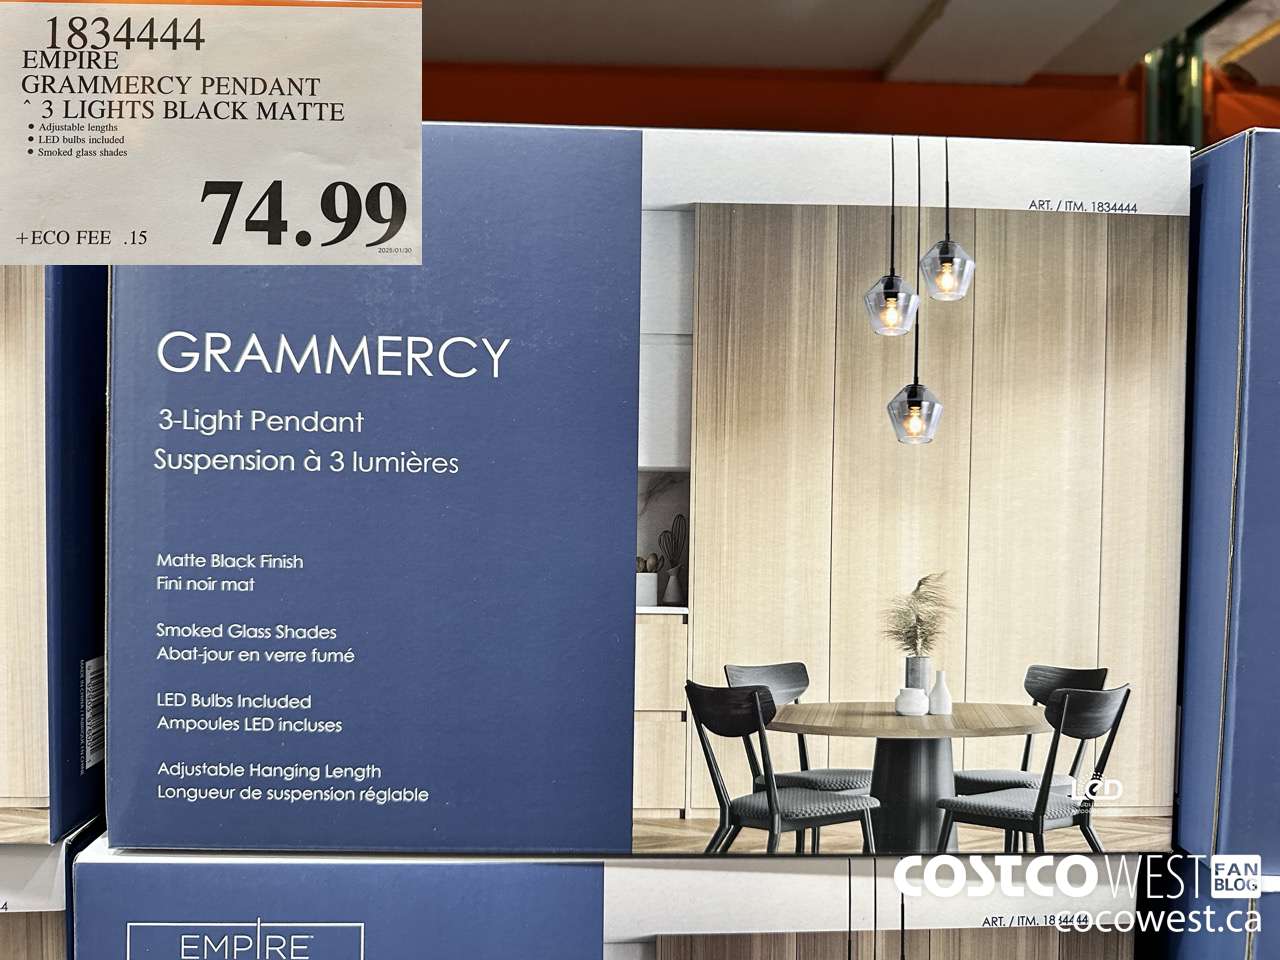 1834444
EMPIRE
GRAMMERCY PENDANT
^ 3 LIGHTS BLACK MATTE
• Adjustable lengths
• LED bulbs included
• Smoked glass shades
74.99
+ECO FEE .15
2025/01/30
ART. / ITM. 1834444
GRAMMERCY
3-Light Pendant
Suspension à 3 lumières
Matte Black Finish
Fini noir mat
Smoked Glass Shades
Abat-jour en verre fumé
LED Bulbs Included
Ampoules LED incluses
Adjustable Hanging Length
Longueur de suspension réglable
LED
COSTCO WEST FAN BLOG
cocowest.ca
ART. / ITM. 1834444
EMPIRE